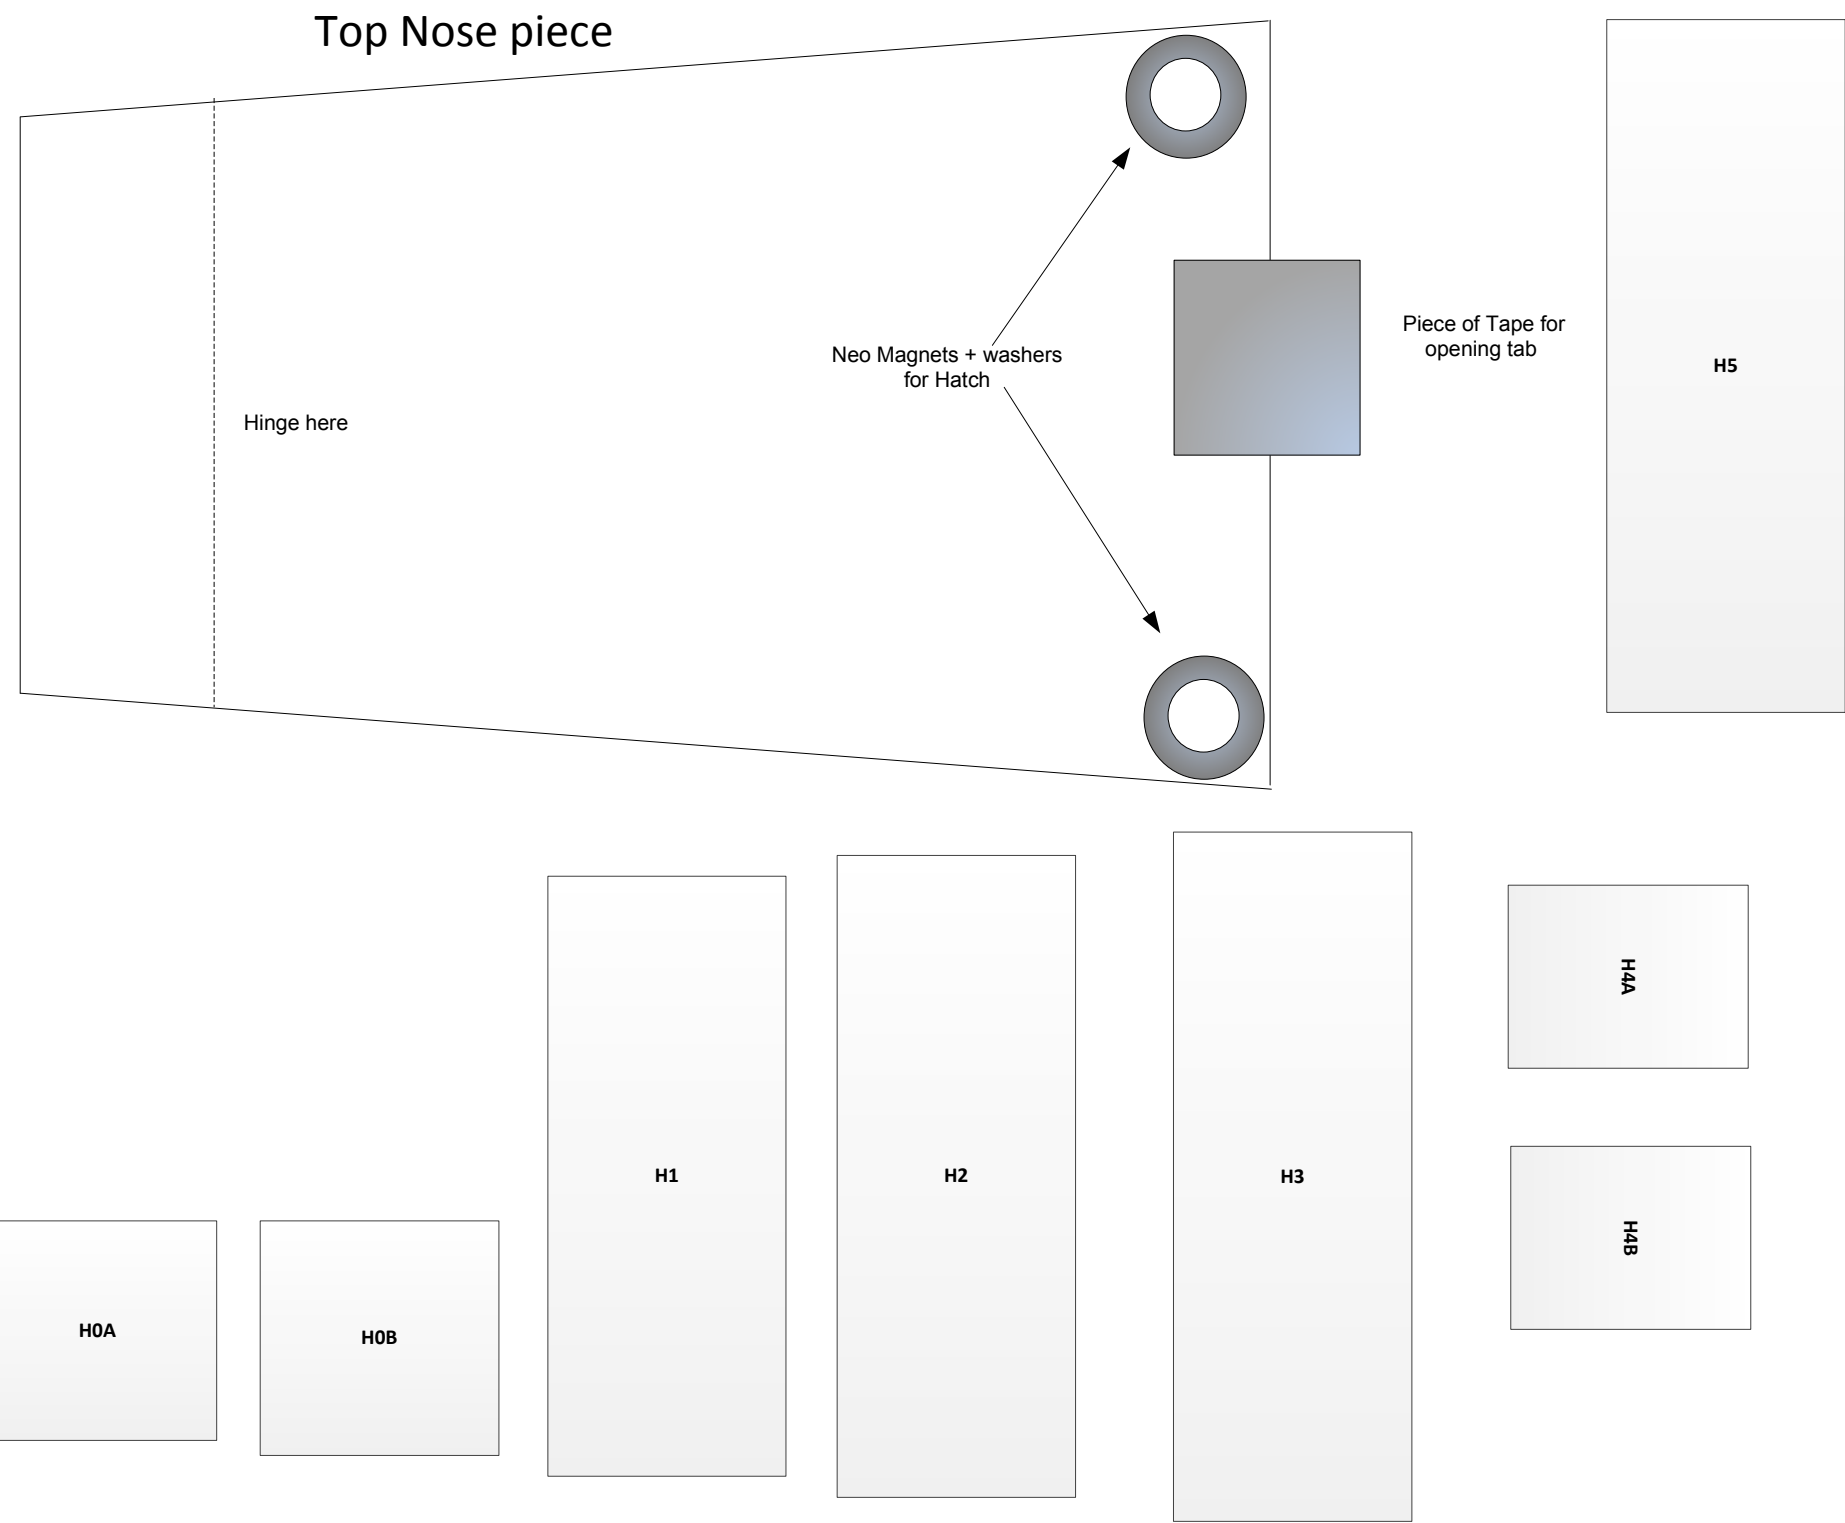 Top Nose piece
Neo Magnets + washers
for Hatch
Piece of Tape for
opening tab
H5
Hinge here
H4A
H1
H2
H3
H4B
H0A
H0B